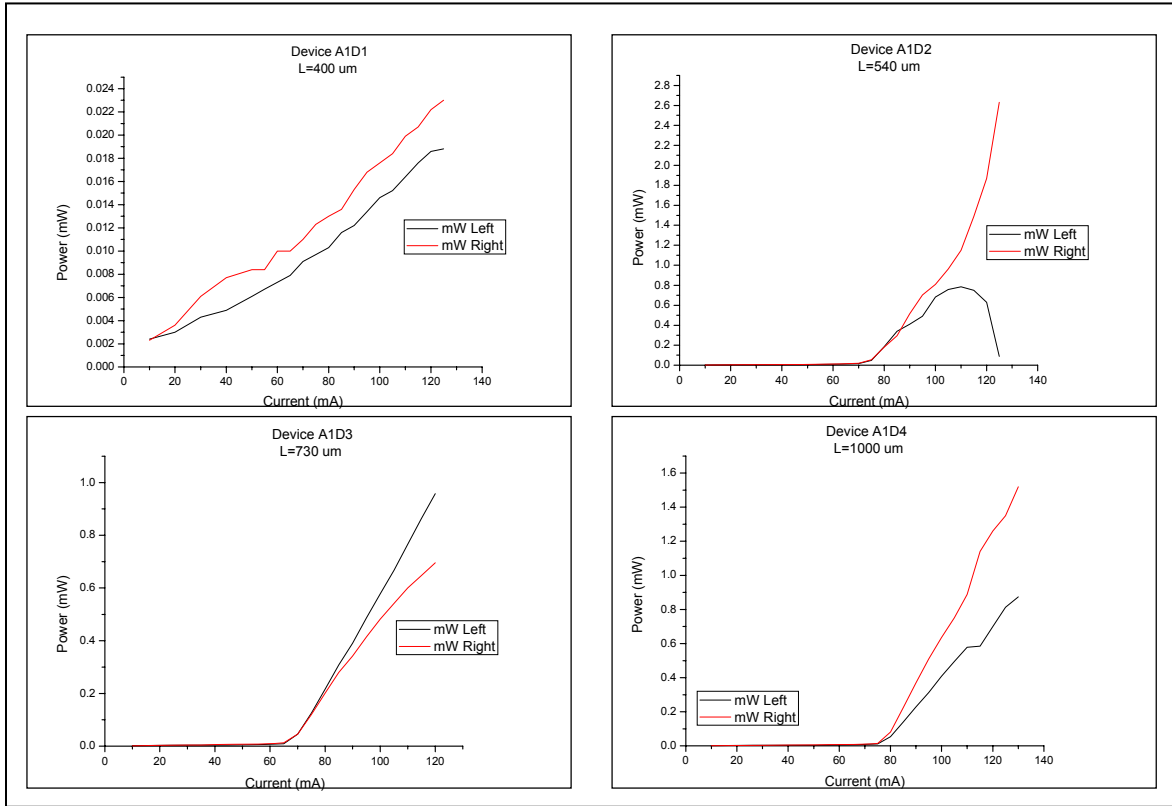 Device A1D1
L=400 um
0.024
0.022
0.020
0.018
0.016
0.014
0.012
0.010
0.008
0.006
0.004
0.002
0.000
Power (mW)
mW Left
mW Right
0 20 40 60 80 100 120 140
Current (mA)
Device A1D2
L=540 um
2.8
2.6
2.4
2.2
2.0
1.8
1.6
1.4
1.2
1.0
0.8
0.6
0.4
0.2
0.0
Power (mW)
mW Left
mW Right
0 20 40 60 80 100 120 140
Current (mA)
Device A1D3
L=730 um
1.0
0.8
0.6
0.4
0.2
0.0
Power (mW)
mW Left
mW Right
0 20 40 60 80 100 120
Current (mA)
Device A1D4
L=1000 um
1.6
1.4
1.2
1.0
0.8
0.6
0.4
0.2
0.0
Power (mW)
mW Left
mW Right
0 20 40 60 80 100 120 140
Current (mA)